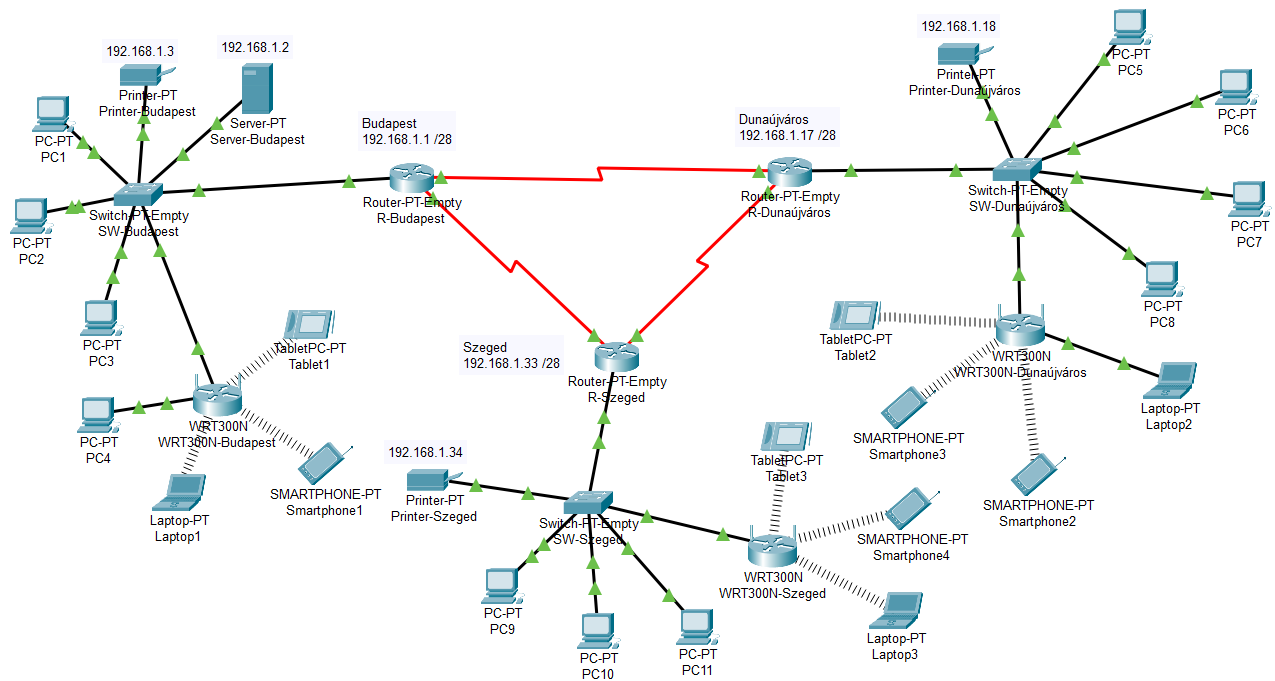 192.168.1.3
192.168.1.2
Printer-PT
Printer-Budapest
Server-PT
Server-Budapest
PC-PT
PC1
Budapest
192.168.1.1 /28
Router-PT-Empty
R-Budapest
Switch-PT-Empty
SW-Budapest
PC-PT
PC2
PC-PT
PC3
TabletPC-PT
Tablet1
WRT300N
WRT300N-Budapest
PC-PT
PC4
Laptop-PT
Laptop1
SMARTPHONE-PT
Smartphone1
192.168.1.18
Printer-PT
Printer-Dunaújváros
Dunaújváros
192.168.1.17 /28
Router-PT-Empty
R-Dunaújváros
Switch-PT-Empty
SW-Dunaújváros
PC-PT
PC5
PC-PT
PC6
PC-PT
PC7
PC-PT
PC8
TabletPC-PT
Tablet2
WRT300N
WRT300N-Dunaújváros
Laptop-PT
Laptop2
SMARTPHONE-PT
Smartphone3
SMARTPHONE-PT
Smartphone2
Szeged
192.168.1.33 /28
Router-PT-Empty
R-Szeged
192.168.1.34
Printer-PT
Printer-Szeged
Switch-PT-Empty
SW-Szeged
TabletPC-PT
Tablet3
SMARTPHONE-PT
Smartphone4
WRT300N
WRT300N-Szeged
PC-PT
PC9
PC-PT
PC10
PC-PT
PC11
Laptop-PT
Laptop3